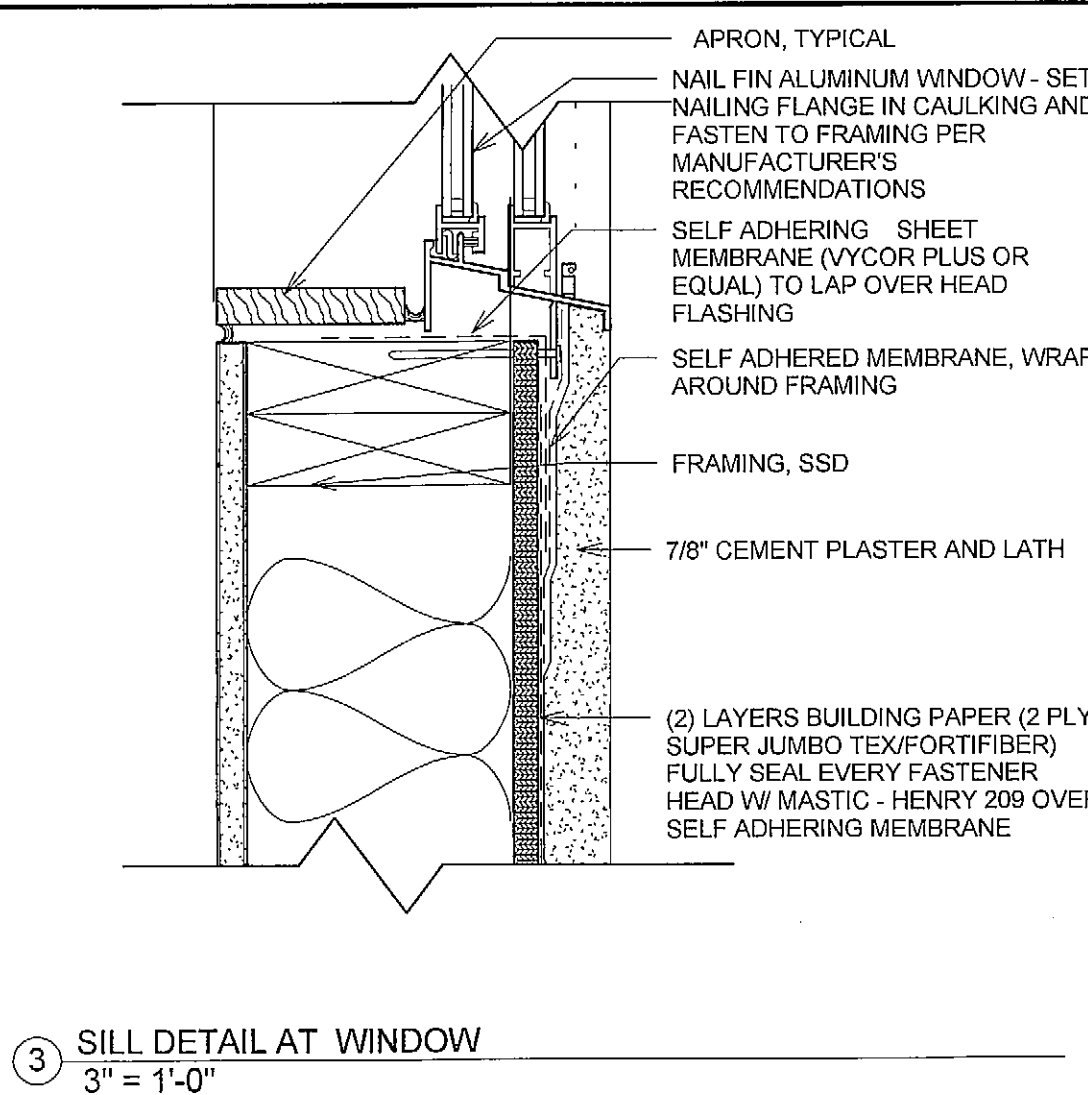 APRON, TYPICAL
NAIL FIN ALUMINUM WINDOW - SET
NAILING FLANGE IN CAULKING AND
FASTEN TO FRAMING PER
MANUFACTURER'S
RECOMMENDATIONS
SELF ADHERING SHEET
MEMBRANE (VYCOR PLUS OR
EQUAL) TO LAP OVER HEAD
FLASHING
SELF ADHERED MEMBRANE, WRAP
AROUND FRAMING
FRAMING, SSD
7/8" CEMENT PLASTER AND LATH
(2) LAYERS BUILDING PAPER (2 PLY
SUPER JUMBO TEX/FORTIFIBER)
FULLY SEAL EVERY FASTENER
HEAD W/ MASTIC - HENRY 209 OVER
SELF ADHERING MEMBRANE
3 SILL DETAIL AT WINDOW
3" = 1'-0"